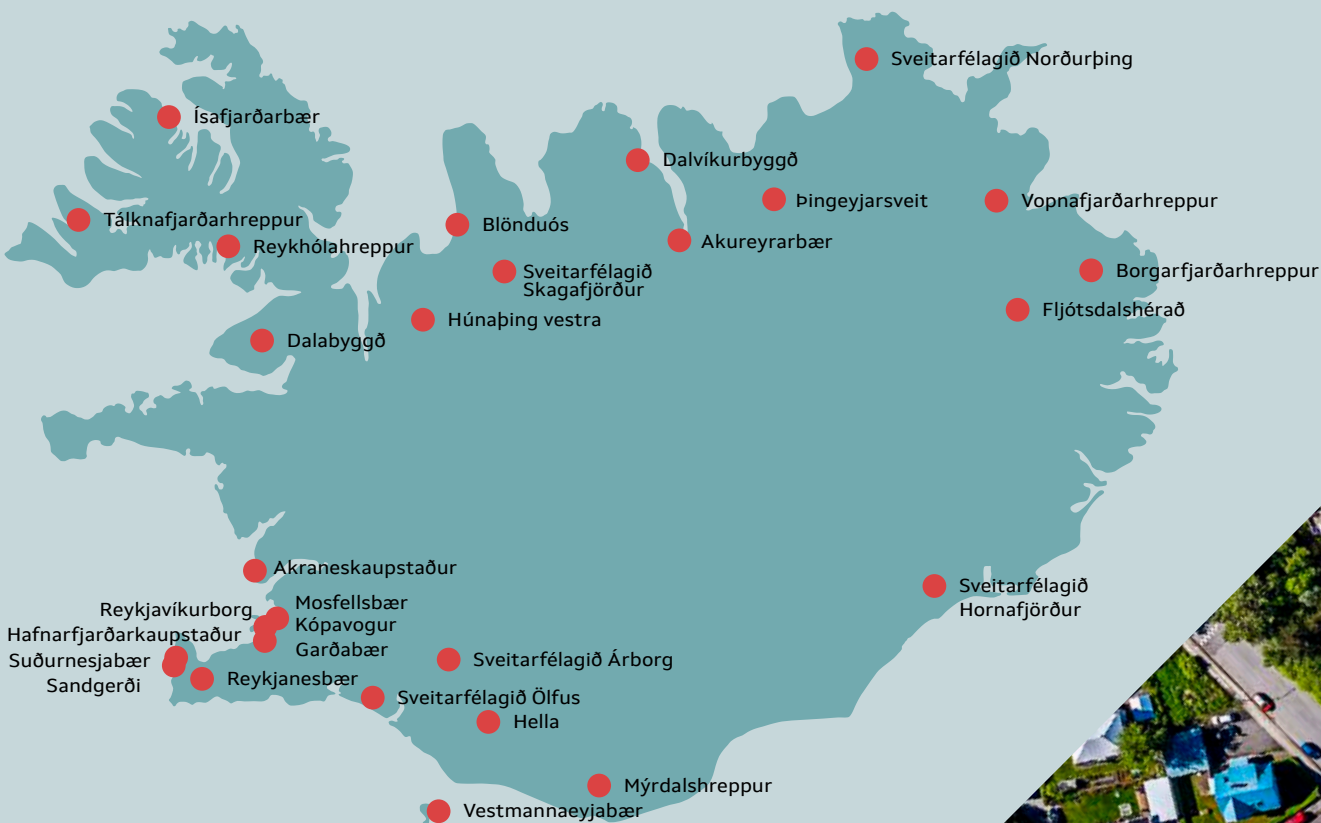 Sveitarfélagið Norðurþing
Ísafjarðarbær
Dalvíkurbyggð
Þingeyjarsveit
Vopnafjarðarhreppur
Tálknafjarðarhreppur
Blönduós
Reykhólahreppur
Akureyrarbær
Sveitarfélagið
Skagafjörður
Borgarfjarðarhreppur
Fljótsdalshérað
Húnaþing vestra
Dalabyggð
Akraneskaupstaður
Sveitarfélagið
Hornafjörður
Reykjavíkurborg
Mosfellsbær
Kópavogur
Hafnarfjarðarkaupstaður
Garðabær
Suðurnesjabær
Sandgerði
Reykjanesbær
Sveitarfélagið Árborg
Sveitarfélagið Ölfus
Hella
Mýrdalshreppur
Vestmannaeyjabær